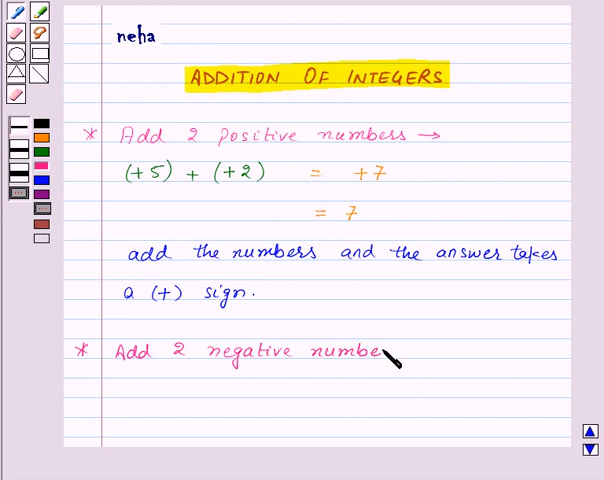 neha
ADDITION OF INTEGERS
* Add 2 positive numbers →
(+5) + (+2) = +7
= 7
add the numbers and the answer takes
a (+) sign.
* Add 2 negative numbe